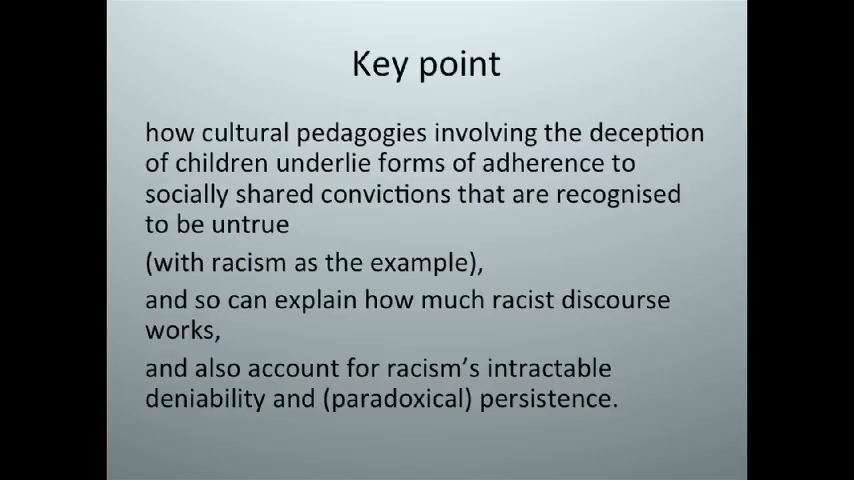 Key point
how cultural pedagogies involving the deception
of children underlie forms of adherence to
socially shared convictions that are recognised
to be untrue
(with racism as the example),
and so can explain how much racist discourse
works,
and also account for racism’s intractable
deniability and (paradoxical) persistence.